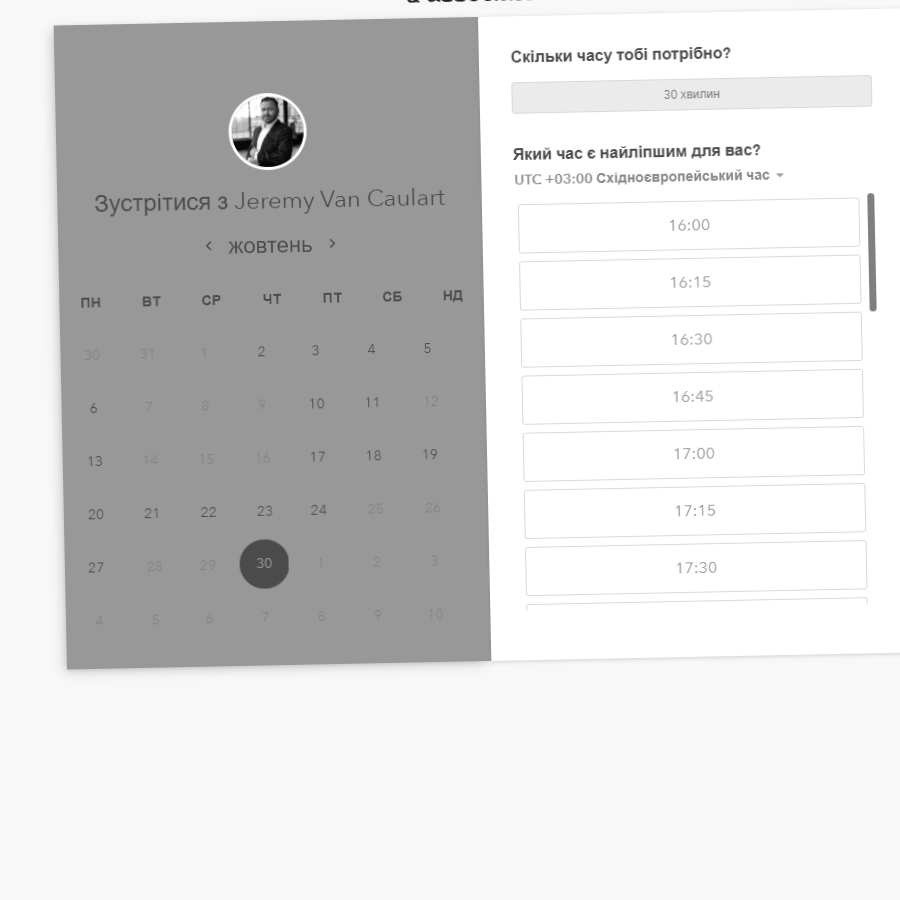 Зустрітися з Jeremy Van Caulart
жовтень
ПН ВТ СР ЧТ ПТ СБ НД
30 31 1 2 3 4 5
6 7 8 9 10 11 12
13 14 15 16 17 18 19
20 21 22 23 24 25 26
27 28 29 30 1 2 3
4 5 6 7 8 9 10
Скільки часу тобі потрібно?
30 хвилин
Який час є найліпшим для вас?
UTC +03:00 Східноєвропейський час
16:00
16:15
16:30
16:45
17:00
17:15
17:30